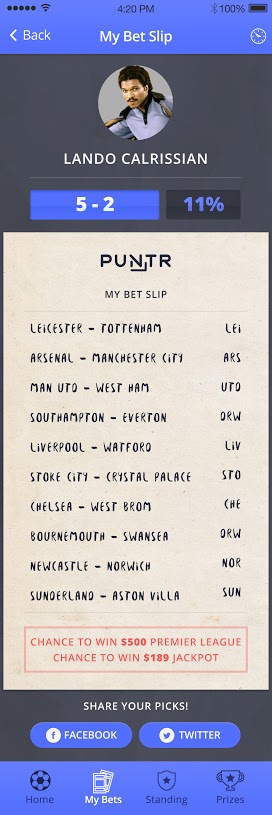 4:20 PM 100%
Back My Bet Slip
LANDO CALRISSIAN
5 - 2 11%
PUNTR
MY BET SLIP
LEICESTER - TOTTENHAM LEI
ARSENAL - MANCHESTER CITY ARS
MAN UTD - WEST HAM UTD
SOUTHAMPTON - EVERTON DRW
LIVERPOOL - WATFORD LIV
STOKE CITY - CRYSTAL PALACE STO
CHELSEA - WEST BROM CHE
BOURNEMOUTH - SWANSEA DRW
NEWCASTLE - NORWICH NOR
SUNDERLAND - ASTON VILLA SUN
CHANCE TO WIN $500 PREMIER LEAGUE
CHANCE TO WIN $189 JACKPOT
SHARE YOUR PICKS!
f FACEBOOK TWITTER
Home My Bets Standing Prizes